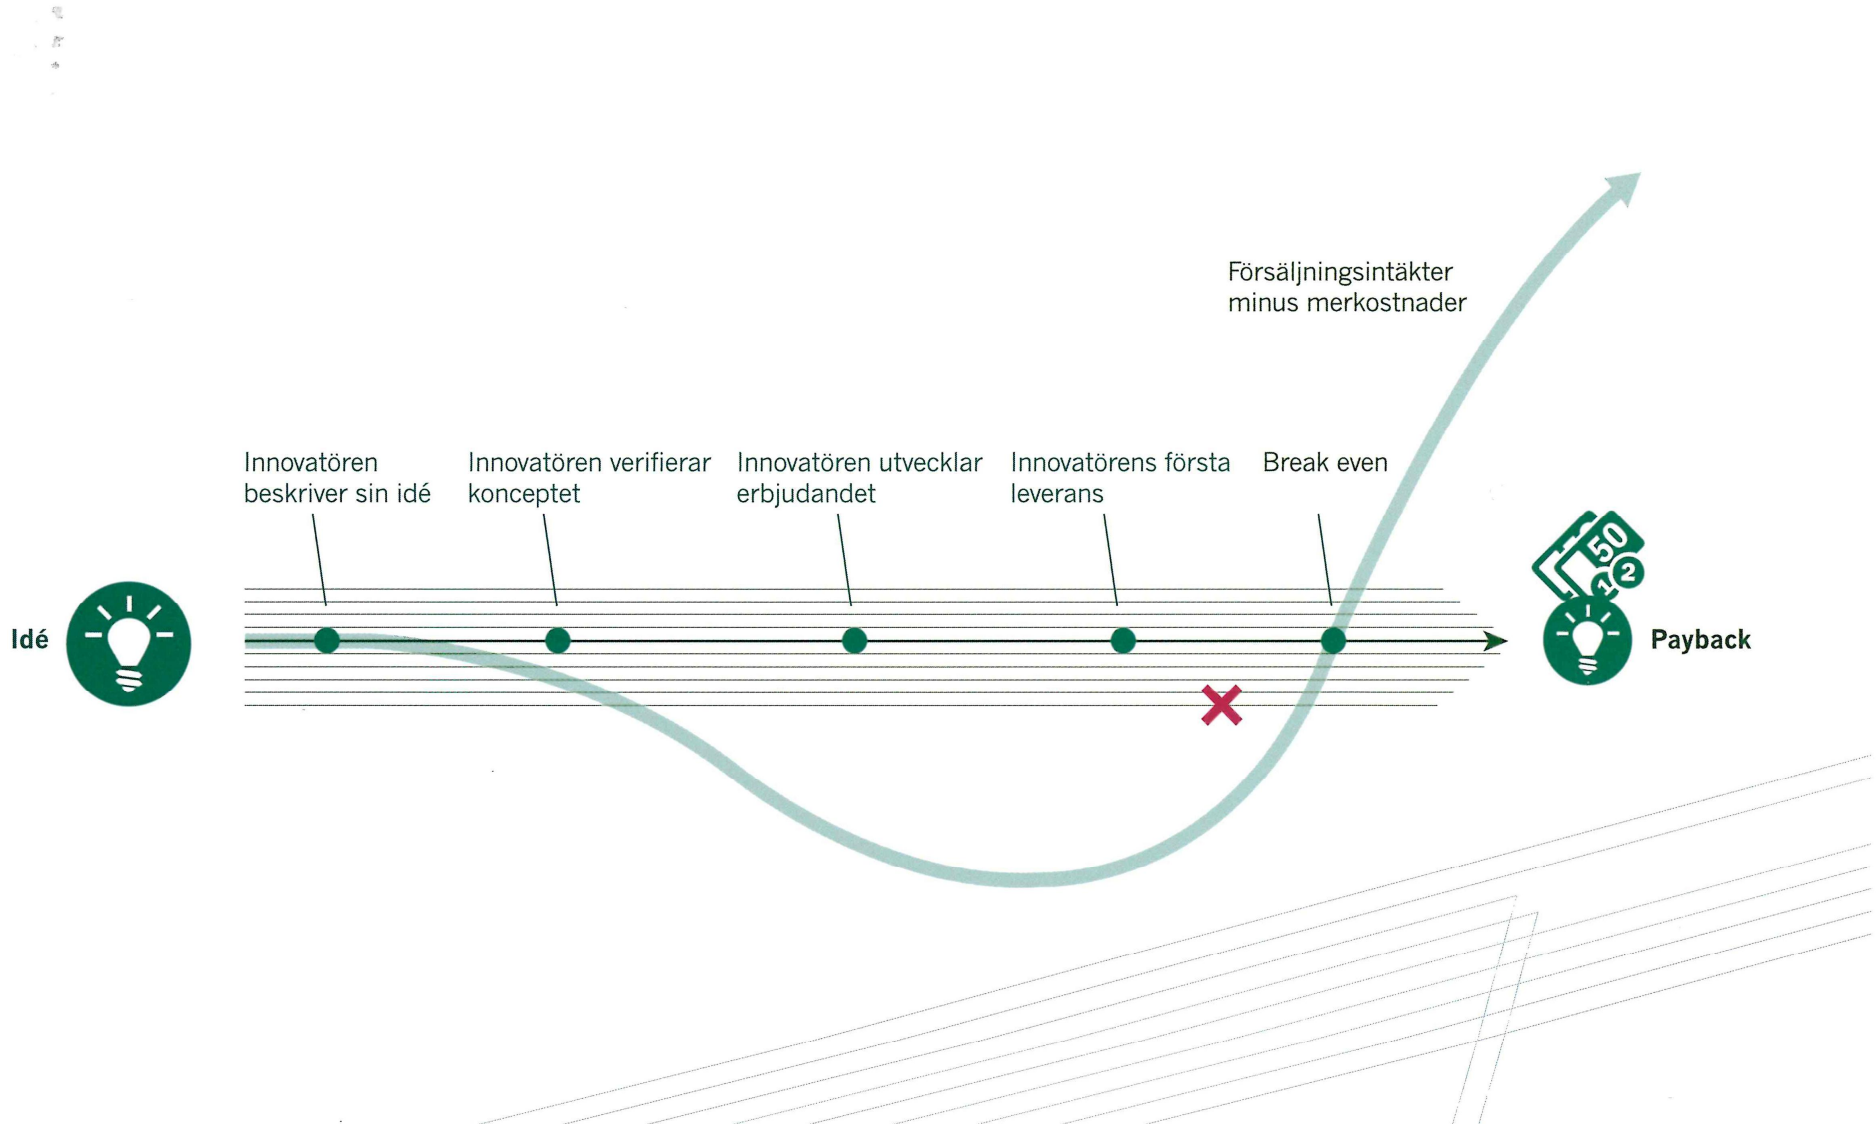 Försäljningsintäkter
minus merkostnader
Innovatören
beskriver sin idé
Innovatören verifierar
konceptet
Innovatören utvecklar
erbjudandet
Innovatörens första
leverans
Break even
50
1
2
Idé
Payback